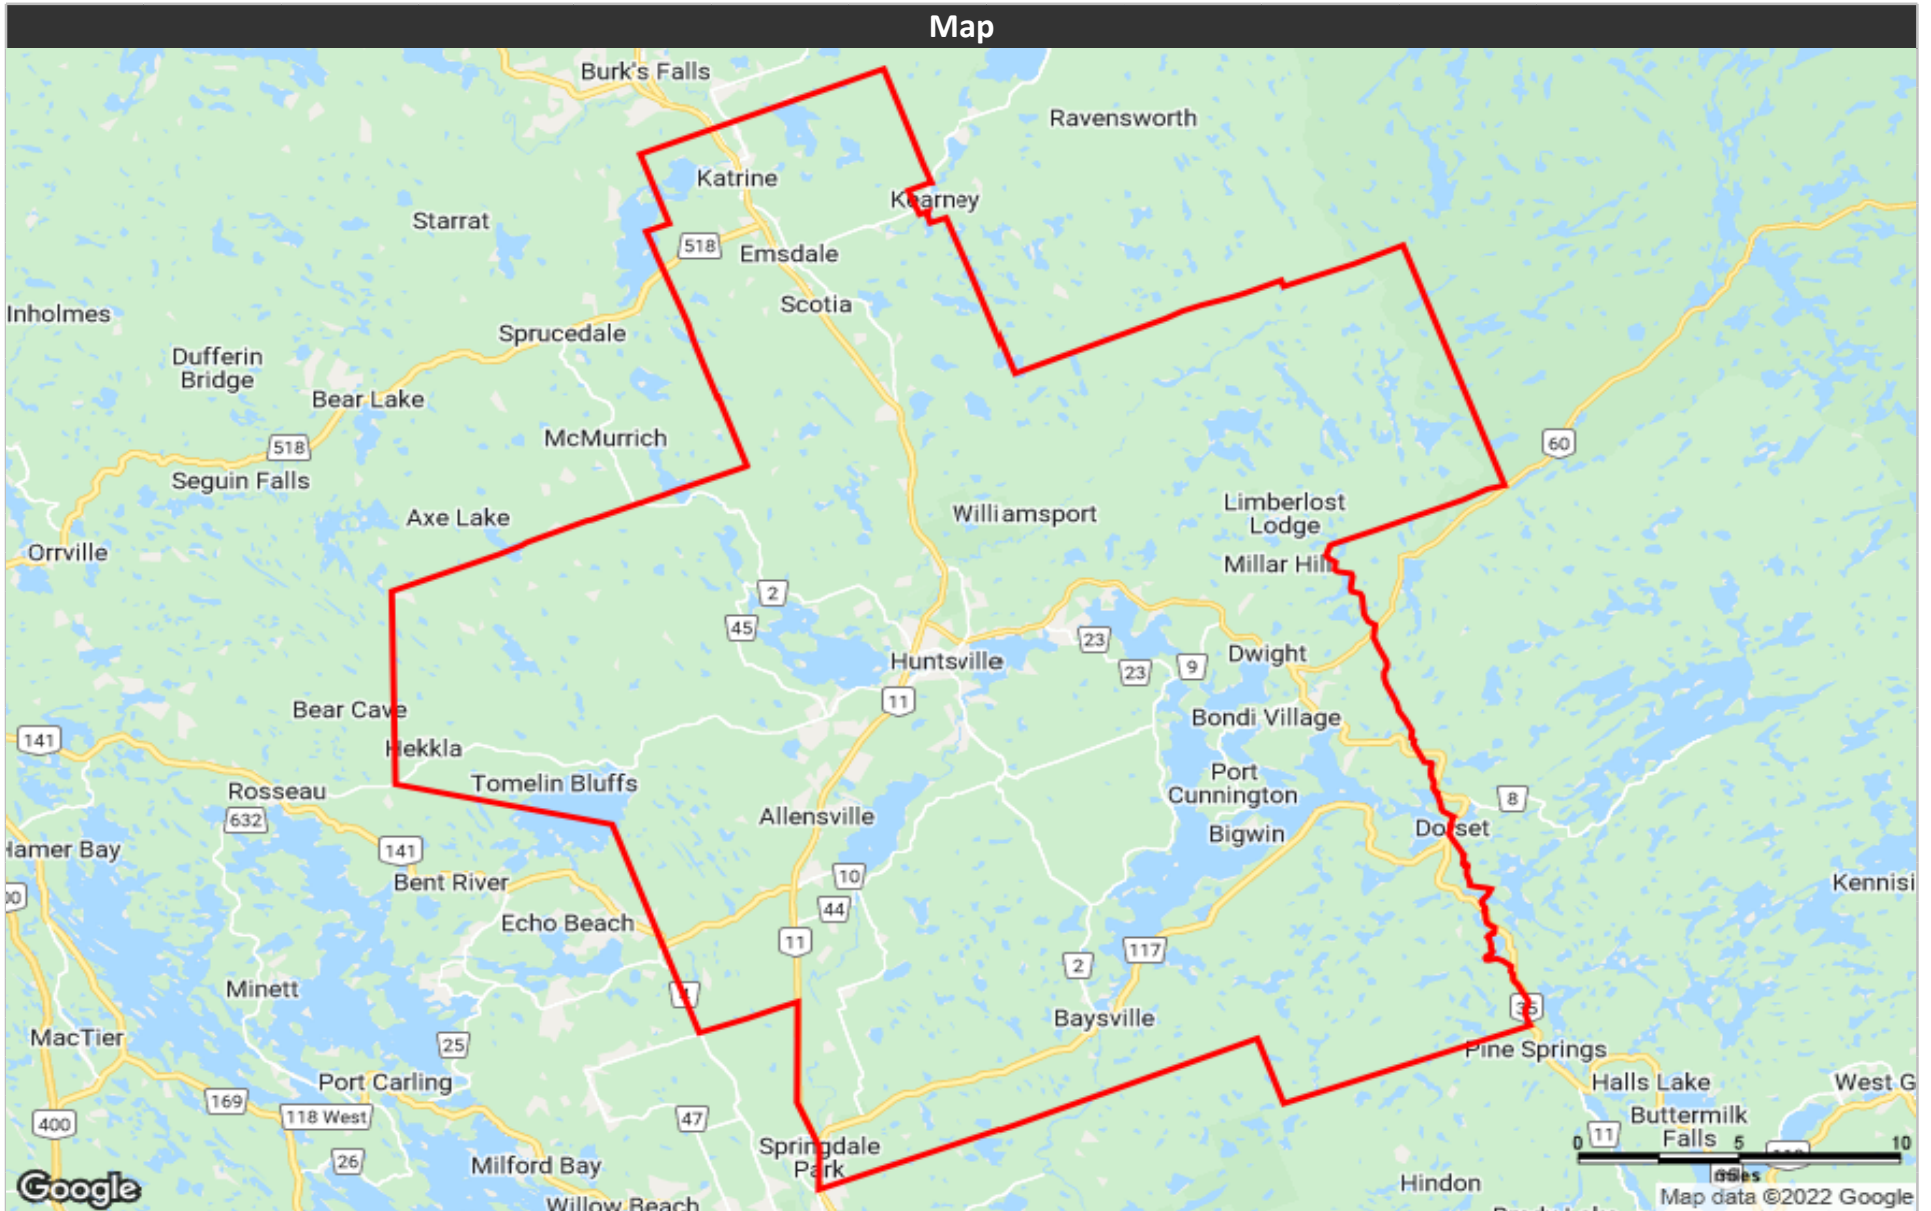 Map
Burk's Falls
Ravensworth
Katrine
Kearney
Starrat
518
Emsdale
Scotia
Inholmes
Sprucedale
Dufferin
Bridge
Bear Lake
McMurrich
518
60
Seguin Falls
Axe Lake
Williamsport
Limberlost
Lodge
Orrville
Millar Hill
2
45
23
23
9
Huntsville
Dwight
11
Bear Cave
Bondi Village
141
Hekkla
Tomelin Bluffs
Port
Cunnington
Rosseau
8
632
Allensville
Bigwin
Dorset
141
Hamer Bay
Bent River
10
Kennisi
44
Echo Beach
11
117
2
4
Minett
35
Baysville
MacTier
25
Pine Springs
Port Carling
Halls Lake
West G
169
118 West
400
47
Buttermilk
Falls
11
0 5 10
Springdale
Park
26
Milford Bay
miles
Hindon
Google
Willow Beach
Map data ©2022 Google